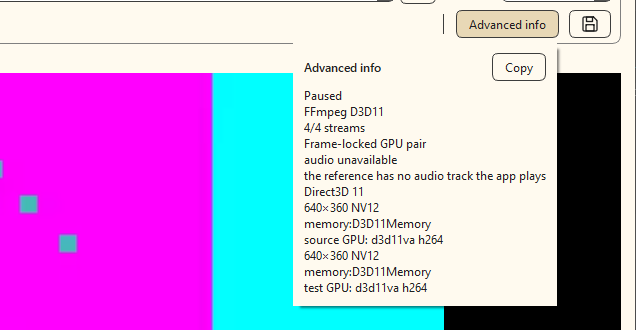 Advanced info
Advanced info
Copy
Paused
FFmpeg D3D11
4/4 streams
Frame-locked GPU pair
audio unavailable
the reference has no audio track the app plays
Direct3D 11
640×360 NV12
memory:D3D11Memory
source GPU: d3d11va h264
640×360 NV12
memory:D3D11Memory
test GPU: d3d11va h264